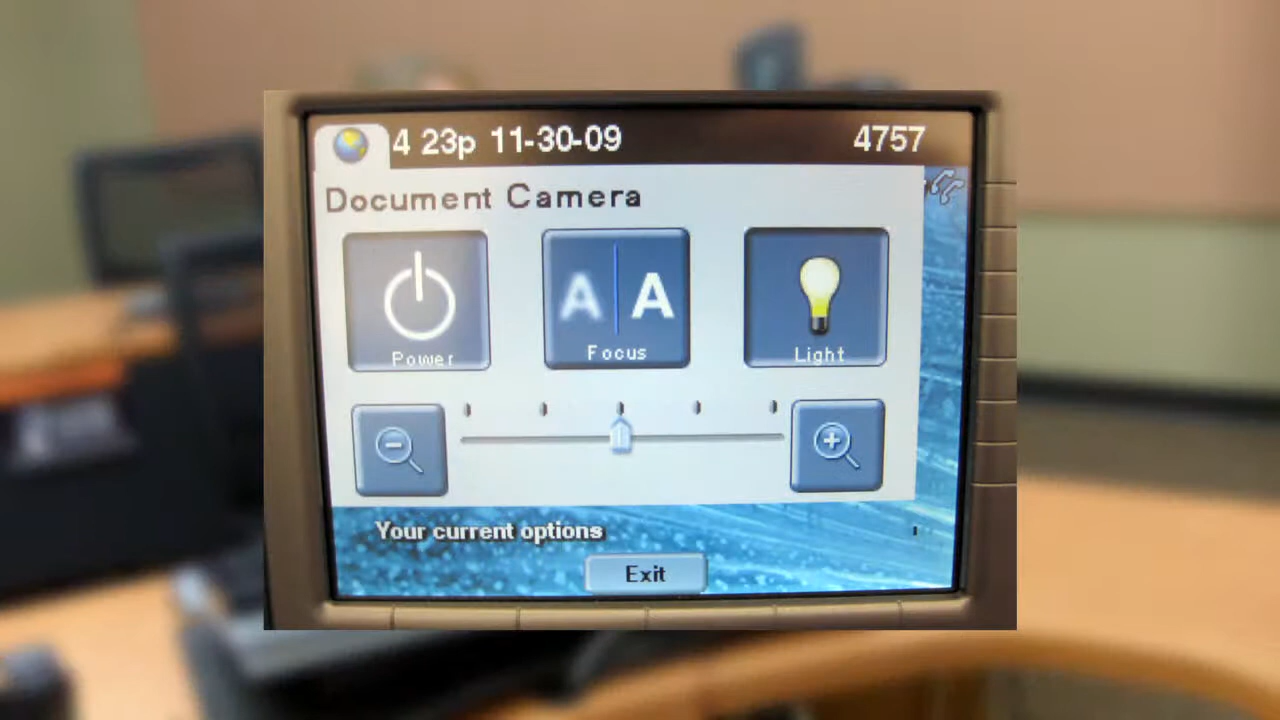 4 23p 11-30-09 4757
Document Camera
Power
A A
Focus
Light
Your current options
Exit